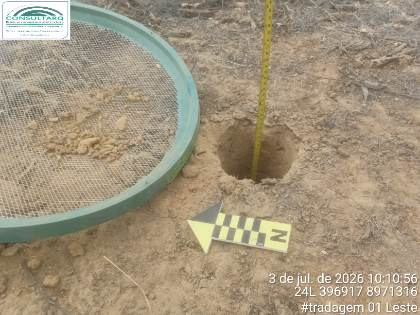 CONSULTARQ
N
3 de jul. de 2026 10:10:56
24L 396917 8971316
#tradagem 01 Leste